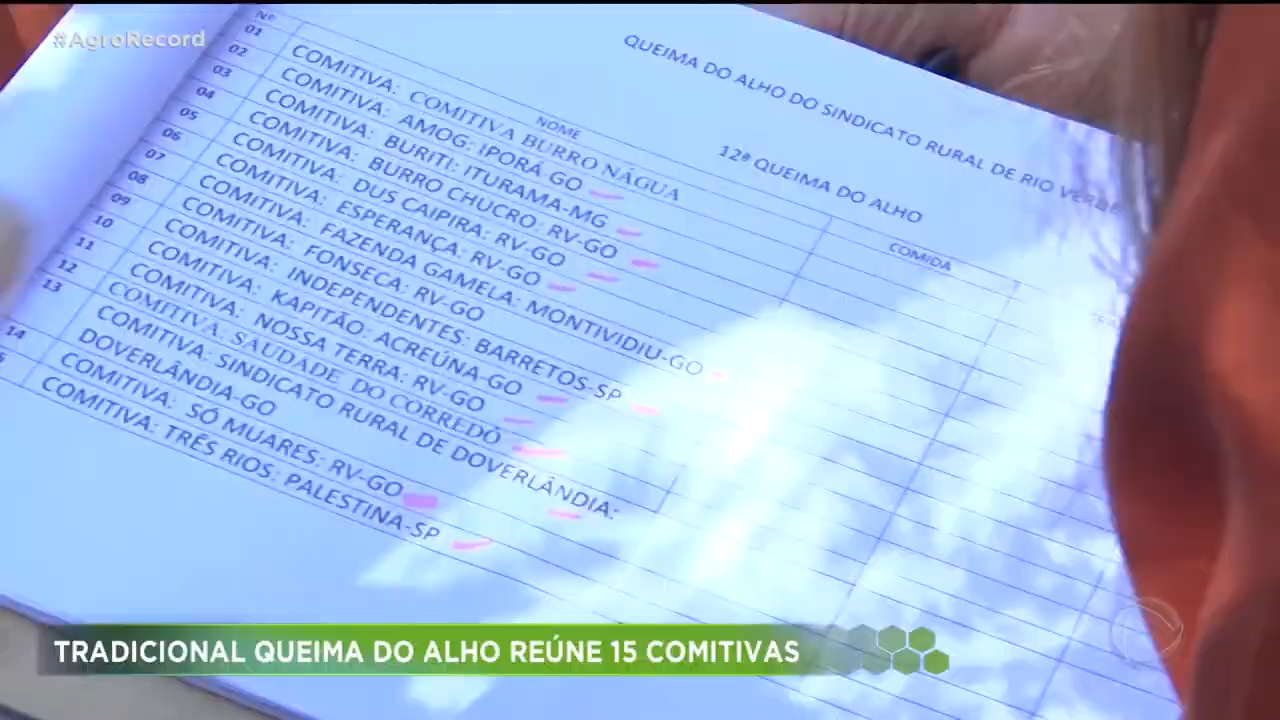 #AgroRecord
QUEIMA DO ALHO DO SINDICATO RURAL DE RIO VERDE
12ª QUEIMA DO ALHO
Nº NOME COMIDA
01 COMITIVA: COMITIVA BURRO NÁGUA
02 COMITIVA: AMOG: IPORÁ-GO
03 COMITIVA: BURITI: ITURAMA-MG
04 COMITIVA: BURRO CHUCRO: RV-GO
05 COMITIVA: DUS CAIPIRA: RV-GO
06 COMITIVA: ESPERANÇA: RV-GO
07 COMITIVA: FAZENDA GAMELA: MONTIVIDIU-GO
08 COMITIVA: FONSECA: RV-GO
09 COMITIVA: INDEPENDENTES: BARRETOS-SP
10 COMITIVA: KAPITÃO: ACREÚNA-GO
11 COMITIVA: NOSSA TERRA: RV-GO
12 COMITIVA: SAUDADE DO CORREDO
13 COMITIVA: SINDICATO RURAL DE DOVERLÂNDIA:
DOVERLÂNDIA-GO
14 COMITIVA: SÓ MUARES: RV-GO
5 COMITIVA: TRÊS RIOS: PALESTINA-SP
TRADICIONAL QUEIMA DO ALHO REÚNE 15 COMITIVAS